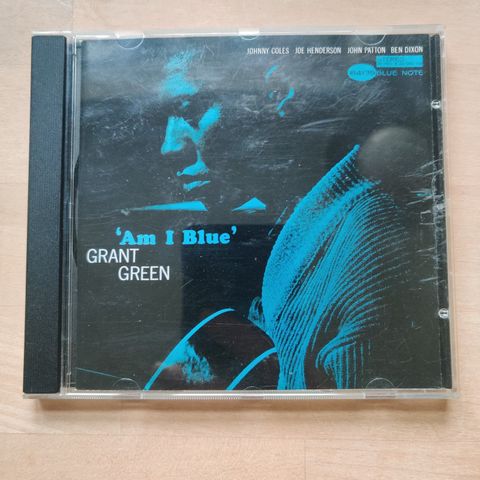 JOHNNY COLES JOE HENDERSON JOHN PATTON BEN DIXON
BLUE NOTE
'Am I Blue'
GRANT
GREEN